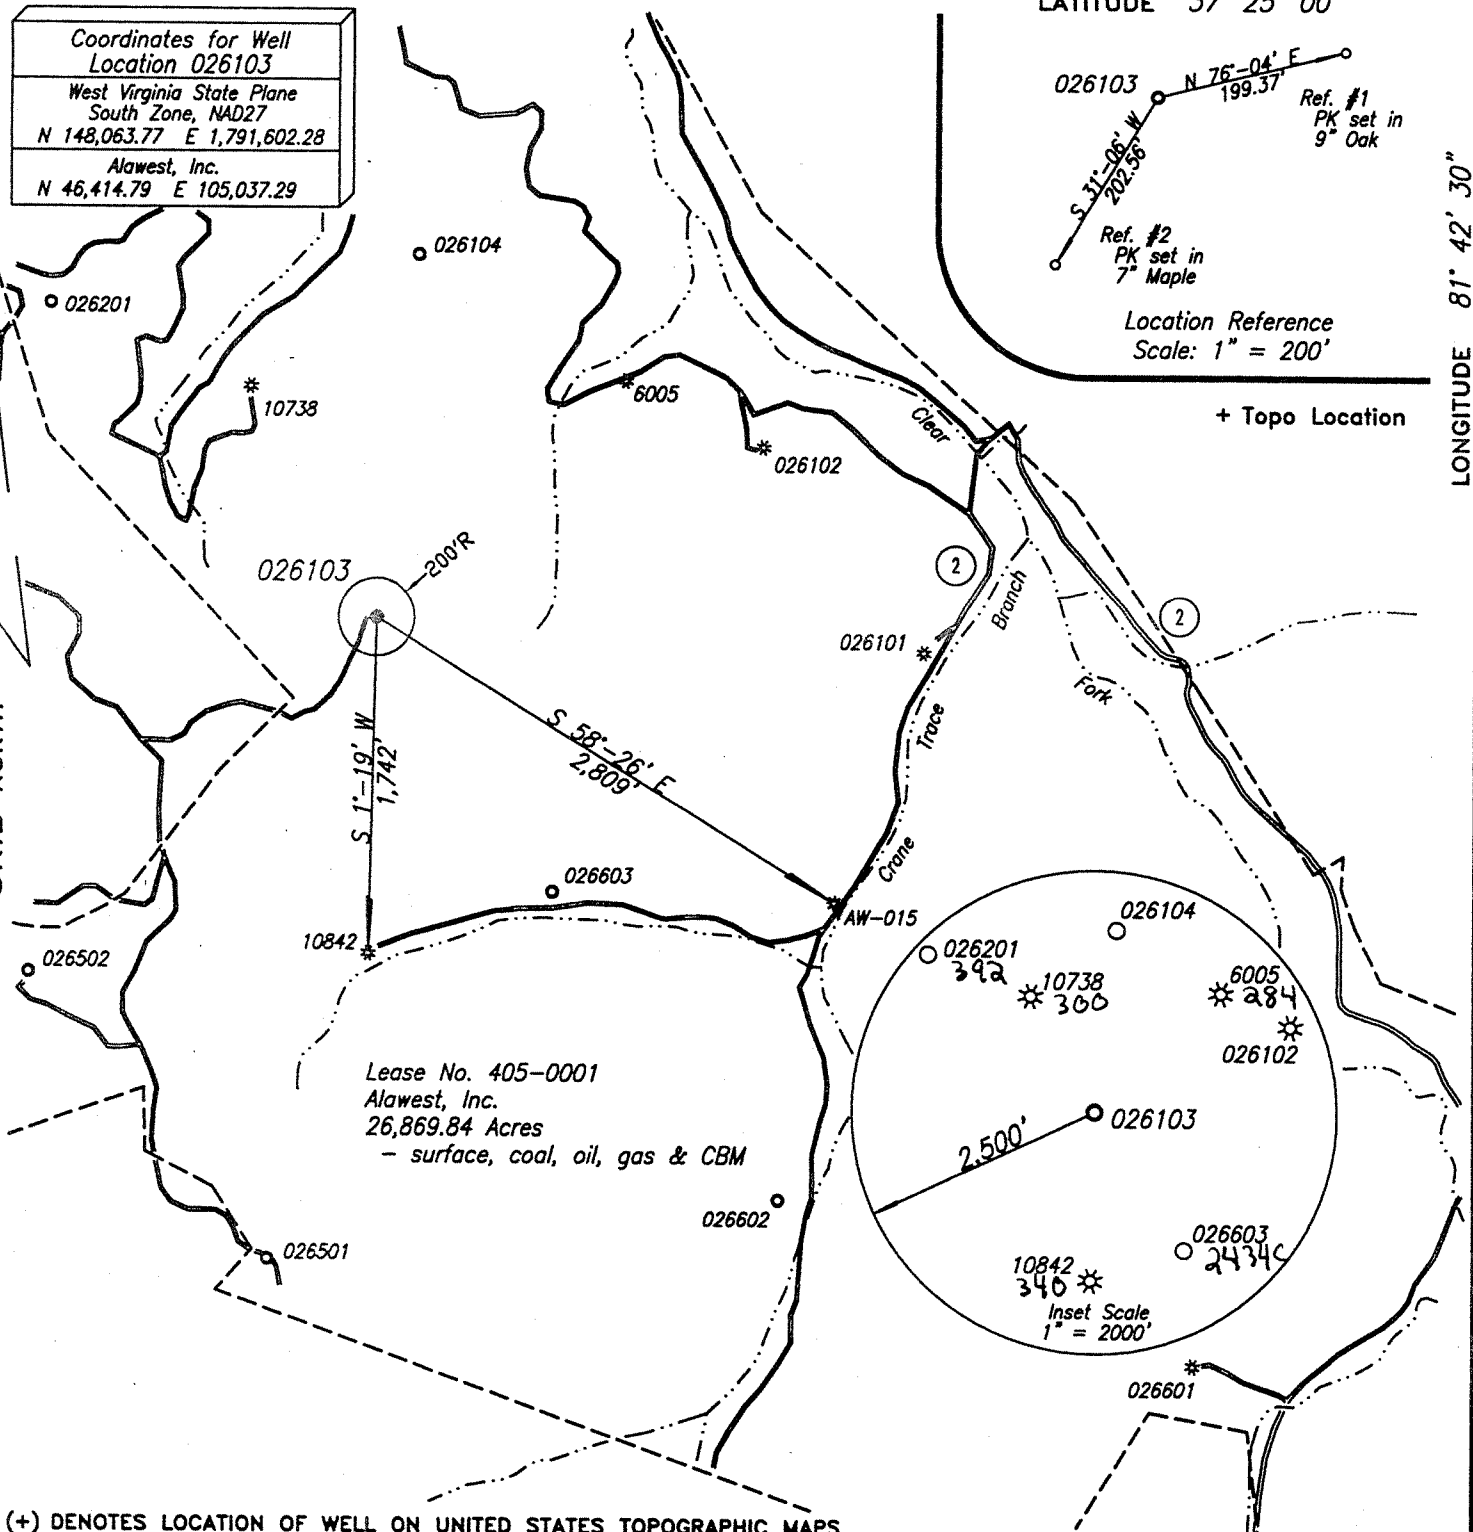 Coordinates for Well
Location 026103
West Virginia State Plane
South Zone, NAD27
N 148,063.77 E 1,791,602.28
Alawest, Inc.
N 46,414.79 E 105,037.29
LATITUDE 37 25 00
026103
N 76°-04' E
199.37'
Ref. #1
PK set in
9" Oak
S 31°-06' W
202.56'
Ref. #2
PK set in
7" Maple
Location Reference
Scale: 1" = 200'
LONGITUDE 81° 42' 30"
+ Topo Location
026104
026201
10738
6005
026102
Clear
026103
200'R
2
026101
Branch
2
Fork
Trace
S 1°-19' W
1,742'
S 58°-26' E
2,809'
Crane
026603
AW-015
10842
026502
026104
026201
392
10738
300
6005
284
026102
026103
2,500'
026603
2434C
10842
340
Inset Scale
1" = 2000'
Lease No. 405-0001
Alawest, Inc.
26,869.84 Acres
- surface, coal, oil, gas & CBM
026602
026501
026601
(+) DENOTES LOCATION OF WELL ON UNITED STATES TOPOGRAPHIC MAPS